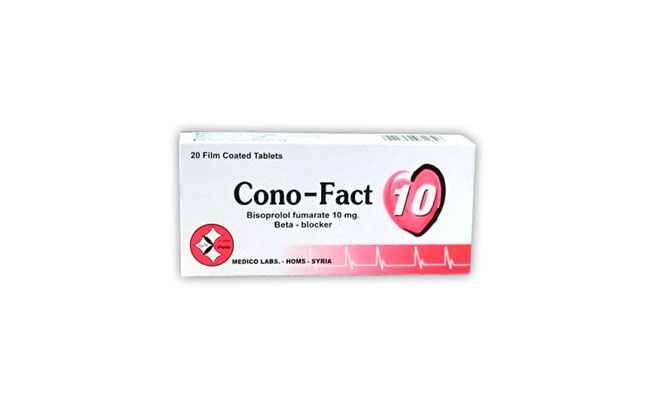 20 Film Coated Tablets
Cono-Fact
10
Bisoprolol fumarate 10 mg.
Beta - blocker
MEDICO LABS. - HOMS - SYRIA